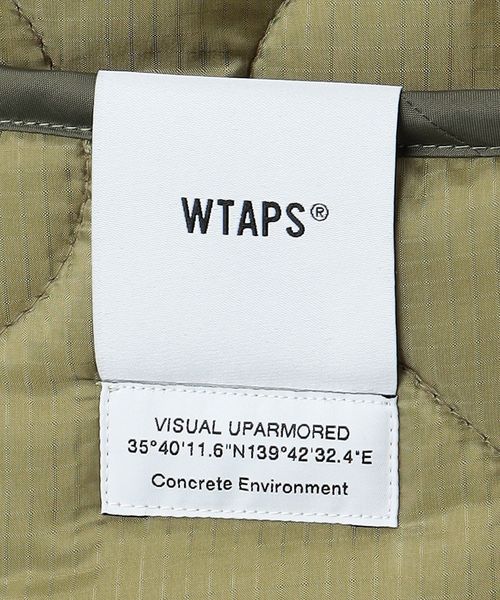 WTAPS®
VISUAL UPARMORED
35°40'11.6"N139°42'32.4"E
Concrete Environment